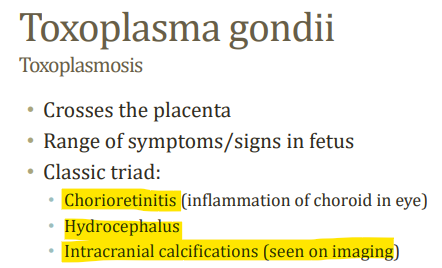 Toxoplasma gondii
Toxoplasmosis
• Crosses the placenta
• Range of symptoms/signs in fetus
• Classic triad:
• Chorioretinitis (inflammation of choroid in eye)
• Hydrocephalus
• Intracranial calcifications (seen on imaging)